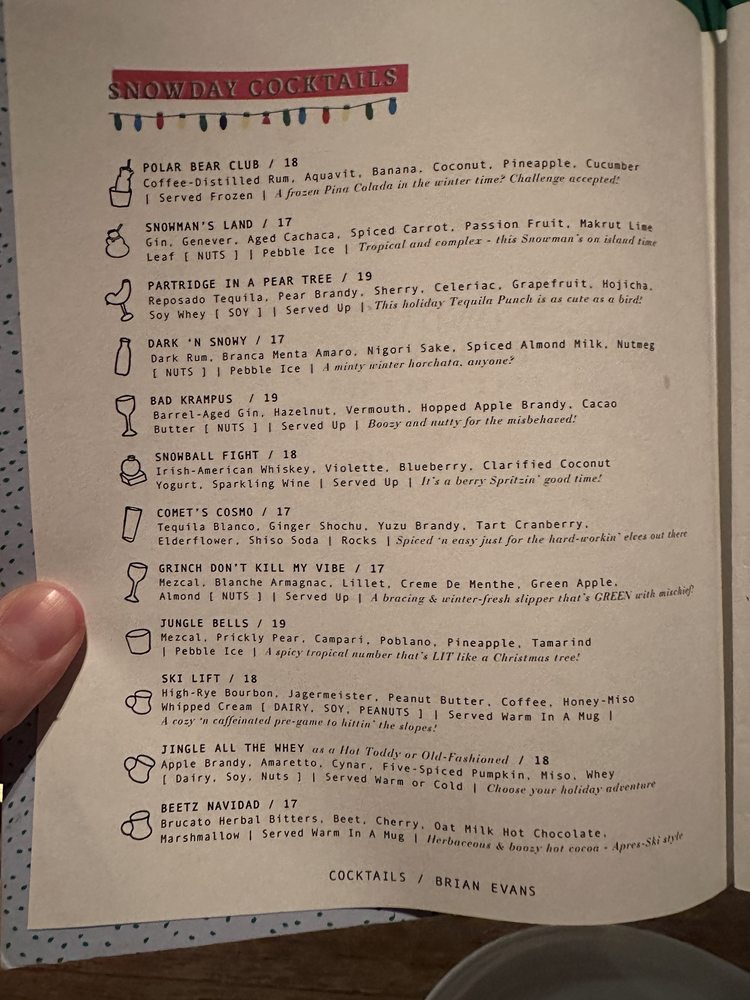 SNOWDAY COCKTAILS
POLAR BEAR CLUB / 18
Coffee-Distilled Rum, Aquavit, Banana, Coconut, Pineapple, Cucumber
| Served Frozen | A frozen Pina Colada in the winter time? Challenge accepted!
SNOWMAN'S LAND / 17
Gin, Genever, Aged Cachaca, Spiced Carrot, Passion Fruit, Makrut Lime
Leaf [ NUTS ] | Pebble Ice | Tropical and complex - this Snowman's on island time
PARTRIDGE IN A PEAR TREE / 19
Reposado Tequila, Pear Brandy, Sherry, Celeriac, Grapefruit, Hojicha,
Soy Whey [ SOY ] | Served Up | This holiday Tequila Punch is as cute as a bird!
DARK 'N SNOWY / 17
Dark Rum, Branca Menta Amaro, Nigori Sake, Spiced Almond Milk, Nutmeg
[ NUTS ] | Pebble Ice | A minty winter horchata, anyone?
BAD KRAMPUS / 19
Barrel-Aged Gin, Hazelnut, Vermouth, Hopped Apple Brandy, Cacao
Butter [ NUTS ] | Served Up | Boozy and nutty for the misbehaved!
SNOWBALL FIGHT / 18
Irish-American Whiskey, Violette, Blueberry, Clarified Coconut
Yogurt, Sparkling Wine | Served Up | It's a berry Spritzin' good time!
COMET'S COSMO / 17
Tequila Blanco, Ginger Shochu, Yuzu Brandy, Tart Cranberry,
Elderflower, Shiso Soda | Rocks | Spiced 'n easy just for the hard-workin' elves out there
GRINCH DON'T KILL MY VIBE / 17
Mezcal, Blanche Armagnac, Lillet, Creme De Menthe, Green Apple,
Almond [ NUTS ] | Served Up | A bracing & winter-fresh slipper that's GREEN with mischief!
JUNGLE BELLS / 19
Mezcal, Prickly Pear, Campari, Poblano, Pineapple, Tamarind
| Pebble Ice | A spicy tropical number that's LIT like a Christmas tree!
SKI LIFT / 18
High-Rye Bourbon, Jagermeister, Peanut Butter, Coffee, Honey-Miso
Whipped Cream [ DAIRY, SOY, PEANUTS ] | Served Warm In A Mug |
A cozy 'n caffeinated pre-game to hittin' the slopes!
JINGLE ALL THE WHEY as a Hot Toddy or Old-Fashioned / 18
Apple Brandy, Amaretto, Cynar, Five-Spiced Pumpkin, Miso, Whey
[ Dairy, Soy, Nuts ] | Served Warm or Cold | Choose your holiday adventure
BEETZ NAVIDAD / 17
Brucato Herbal Bitters, Beet, Cherry, Oat Milk Hot Chocolate,
Marshmallow | Served Warm In A Mug | Herbaceous & boozy hot cocoa - Apres-Ski style
COCKTAILS / BRIAN EVANS